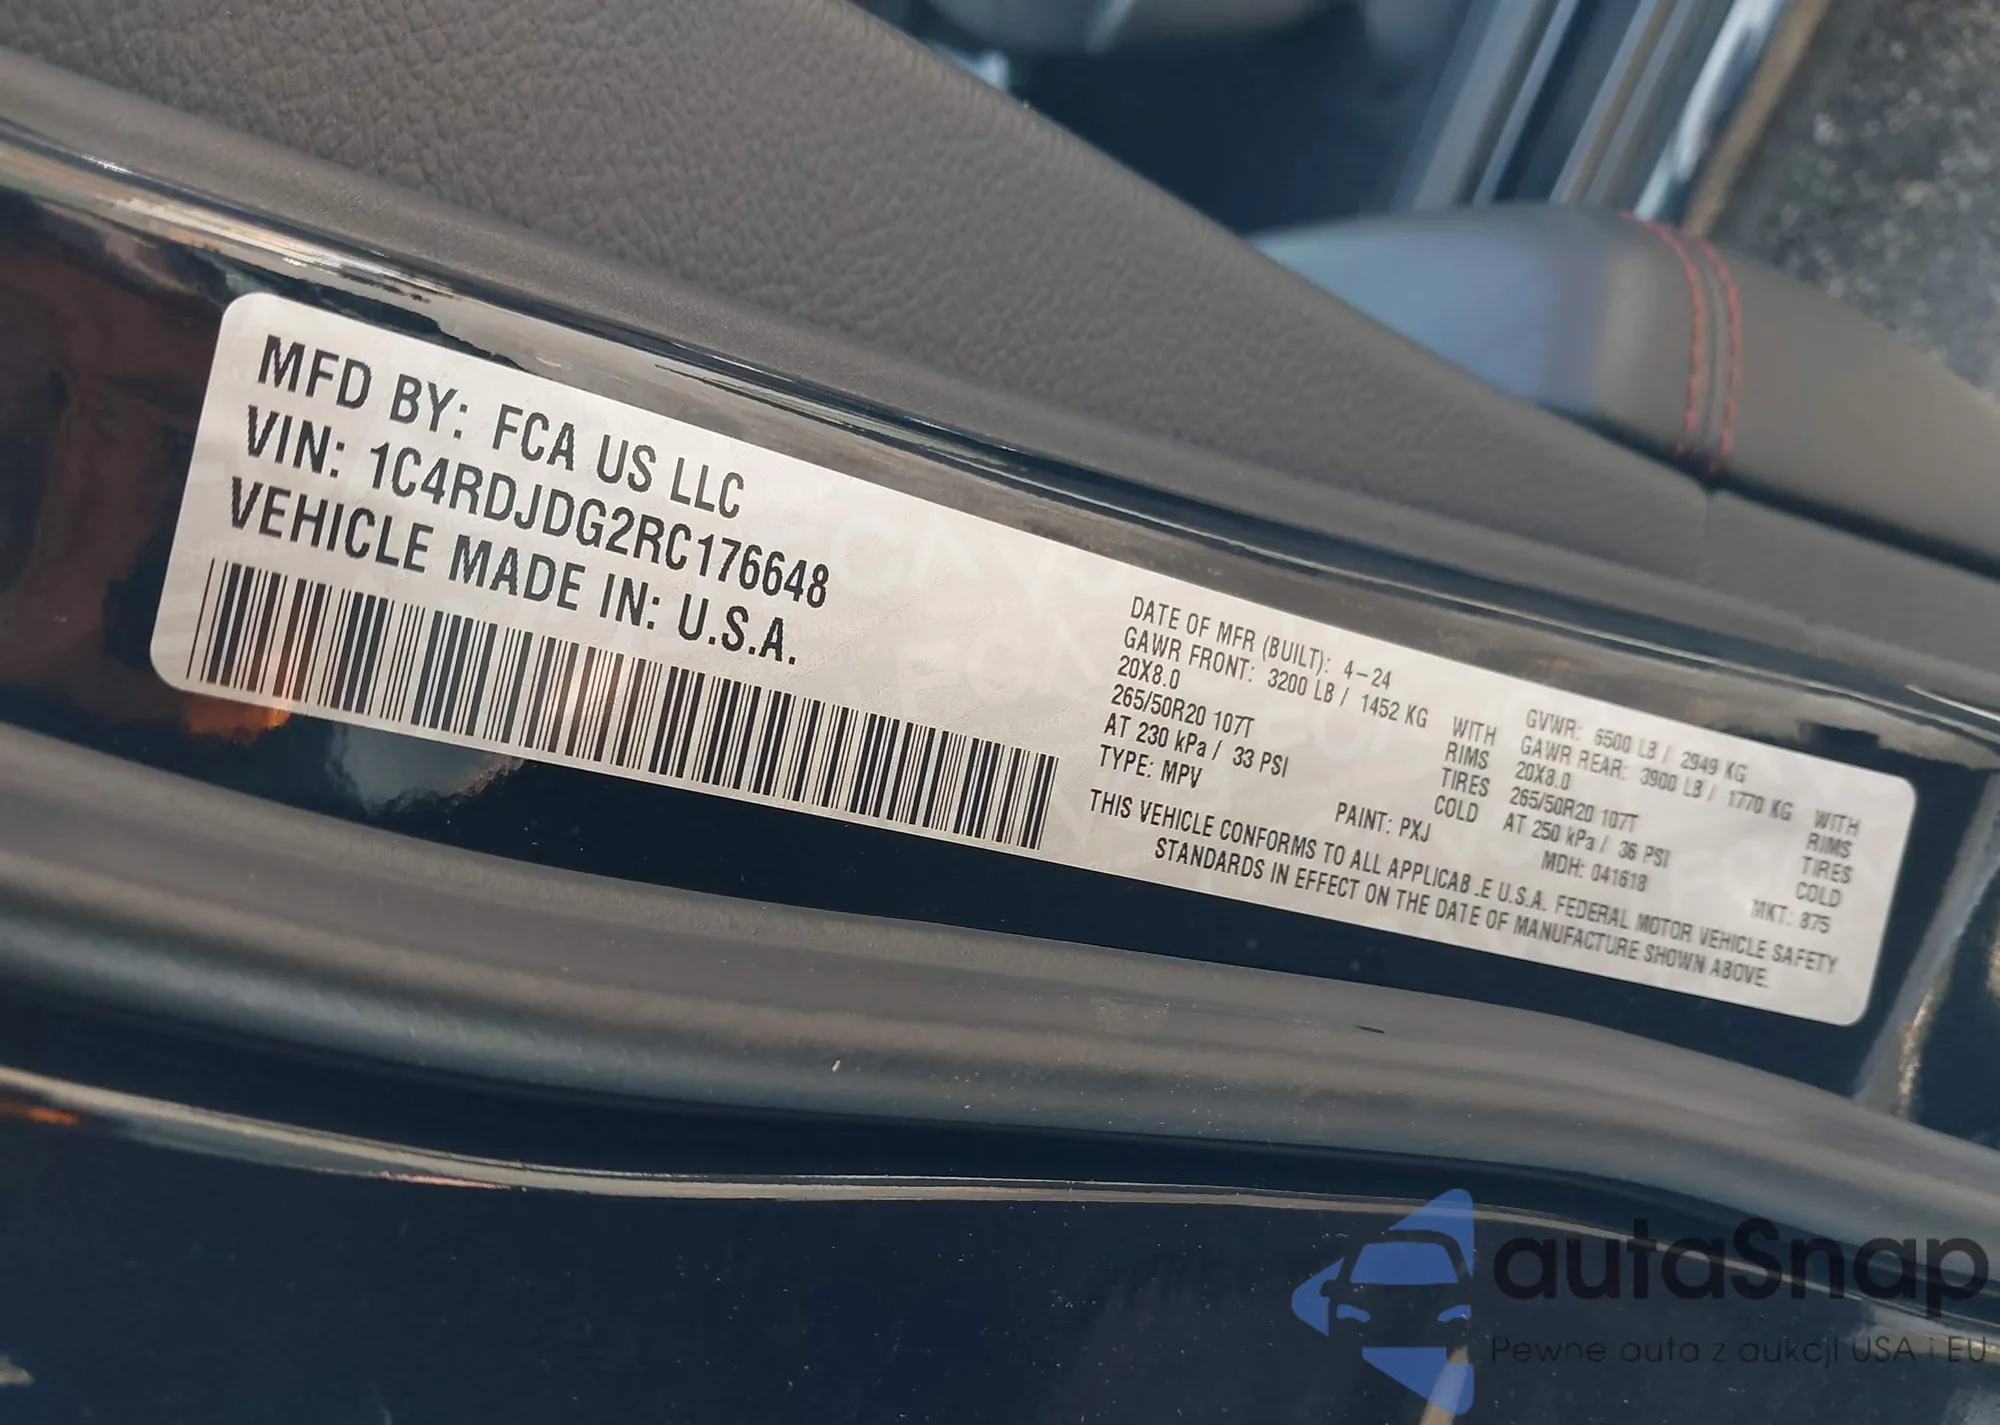 MFD BY: FCA US LLC
VIN: 1C4RDJDG2RC176648
VEHICLE MADE IN: U.S.A.
DATE OF MFR (BUILT): 4-24
GAWR FRONT: 3200 LB / 1452 KG WITH
20X8.0 RIMS
265/50R20 107T TIRES
AT 230 kPa / 33 PSI COLD
TYPE: MPV PAINT: PXJ
GVWR: 6500 LB / 2949 KG
GAWR REAR: 3900 LB / 1770 KG WITH
20X8.0 RIMS
265/50R20 107T TIRES
AT 250 kPa / 36 PSI COLD
MDH: 041618 MKT: 875
THIS VEHICLE CONFORMS TO ALL APPLICAB.E U.S.A. FEDERAL MOTOR VEHICLE SAFETY
STANDARDS IN EFFECT ON THE DATE OF MANUFACTURE SHOWN ABOVE.
autaSnap
Pewne auta z aukcji USA i EU